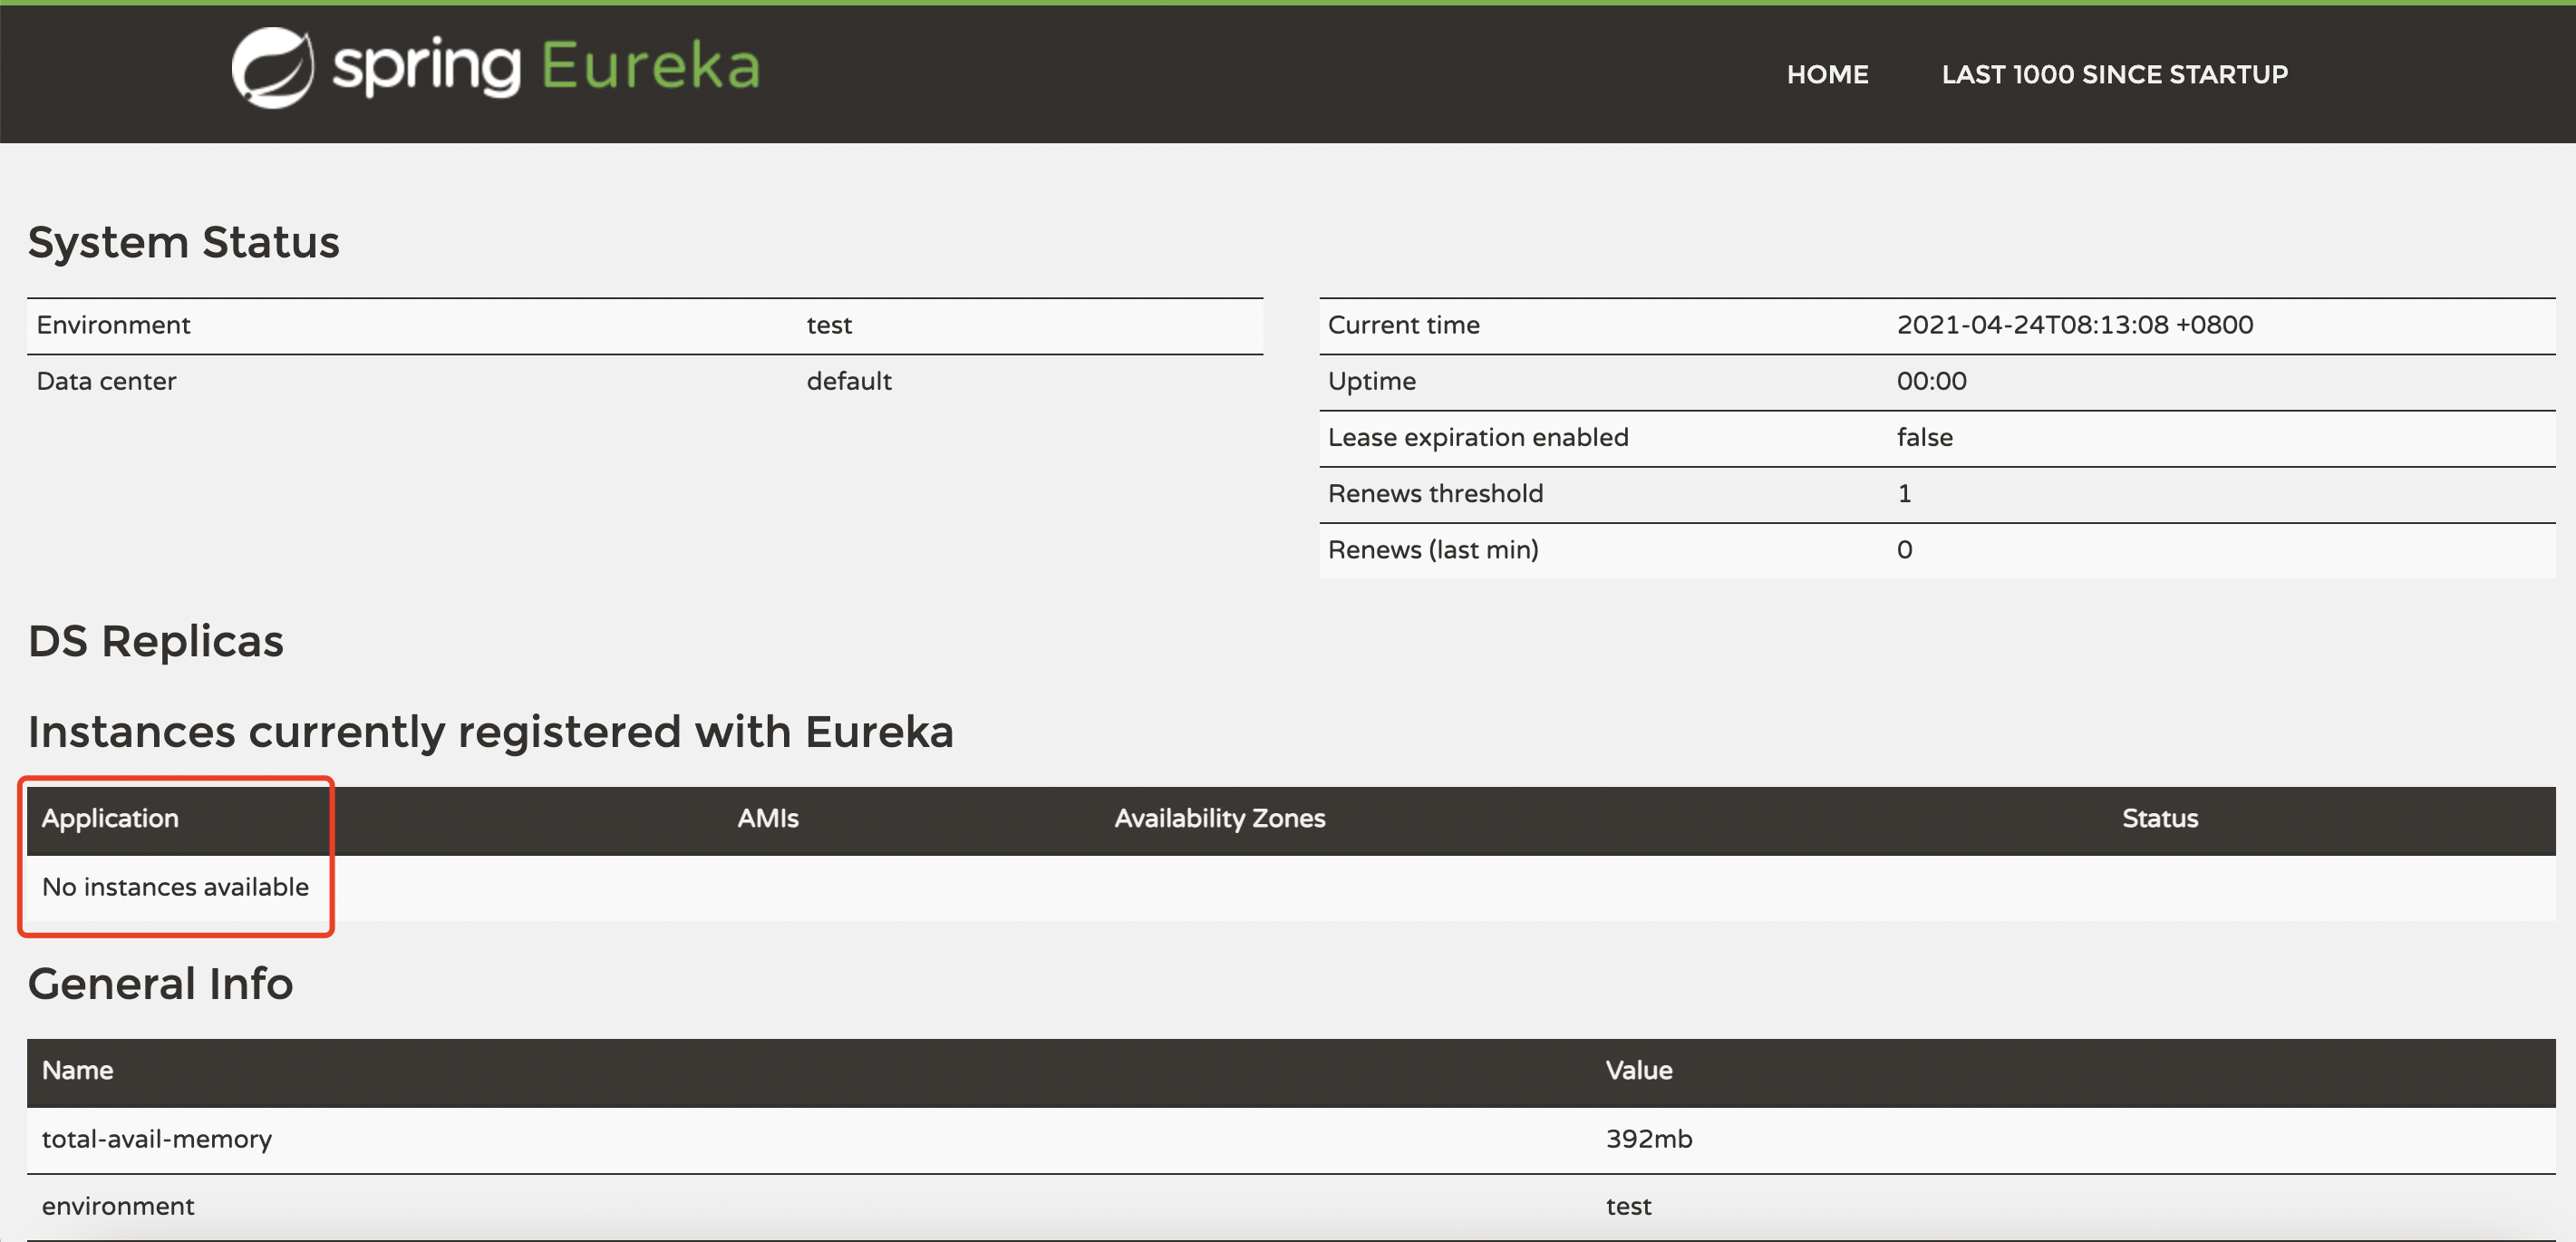 spring Eureka
HOME LAST 1000 SINCE STARTUP
System Status
Environment test
Data center default
Current time 2021-04-24T08:13:08 +0800
Uptime 00:00
Lease expiration enabled false
Renews threshold 1
Renews (last min) 0
DS Replicas
Instances currently registered with Eureka
Application AMIs Availability Zones Status
No instances available
General Info
Name Value
total-avail-memory 392mb
environment test